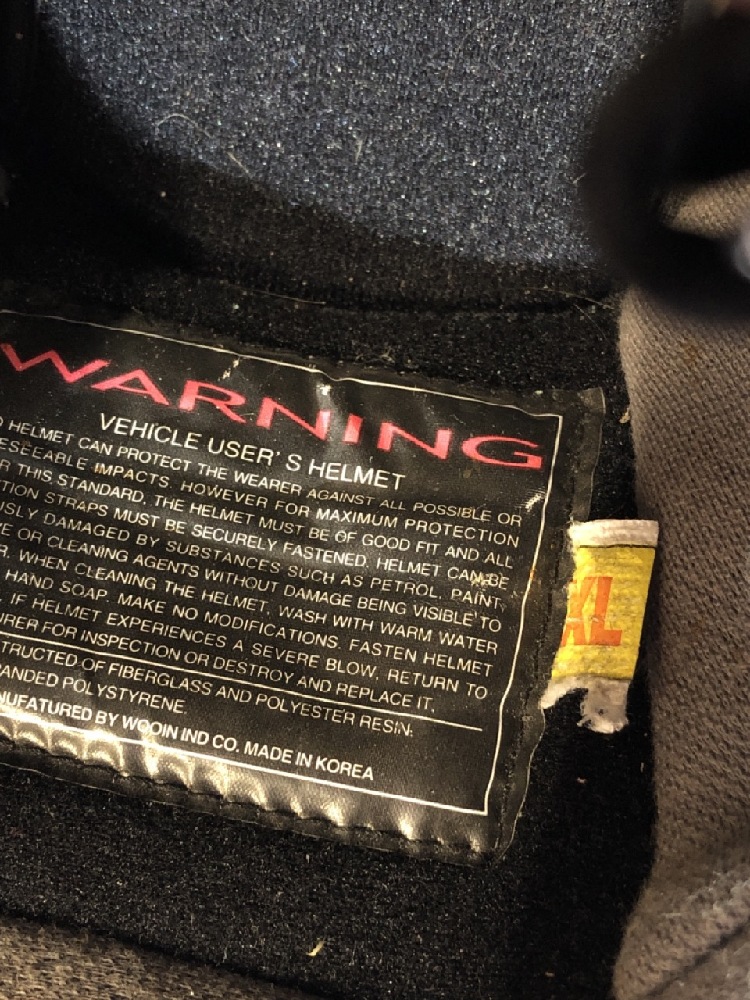 WARNING
VEHICLE USER'S HELMET
HELMET CAN PROTECT THE WEARER AGAINST ALL POSSIBLE OR
ESEEABLE IMPACTS. HOWEVER FOR MAXIMUM PROTECTION
R THIS STANDARD, THE HELMET MUST BE OF GOOD FIT AND ALL
TION STRAPS MUST BE SECURELY FASTENED. HELMET CAN BE
USLY DAMAGED BY SUBSTANCES SUCH AS PETROL, PAINT,
E OR CLEANING AGENTS WITHOUT DAMAGE BEING VISIBLE TO
R. WHEN CLEANING THE HELMET, WASH WITH WARM WATER
HAND SOAP. MAKE NO MODIFICATIONS. FASTEN HELMET
IF HELMET EXPERIENCES A SEVERE BLOW, RETURN TO
URER FOR INSPECTION OR DESTROY AND REPLACE IT.
TRUCTED OF FIBERGLASS AND POLYESTER RESIN:
PANDED POLYSTYRENE.
NUFATURED BY WOOIN IND CO. MADE IN KOREA
XL